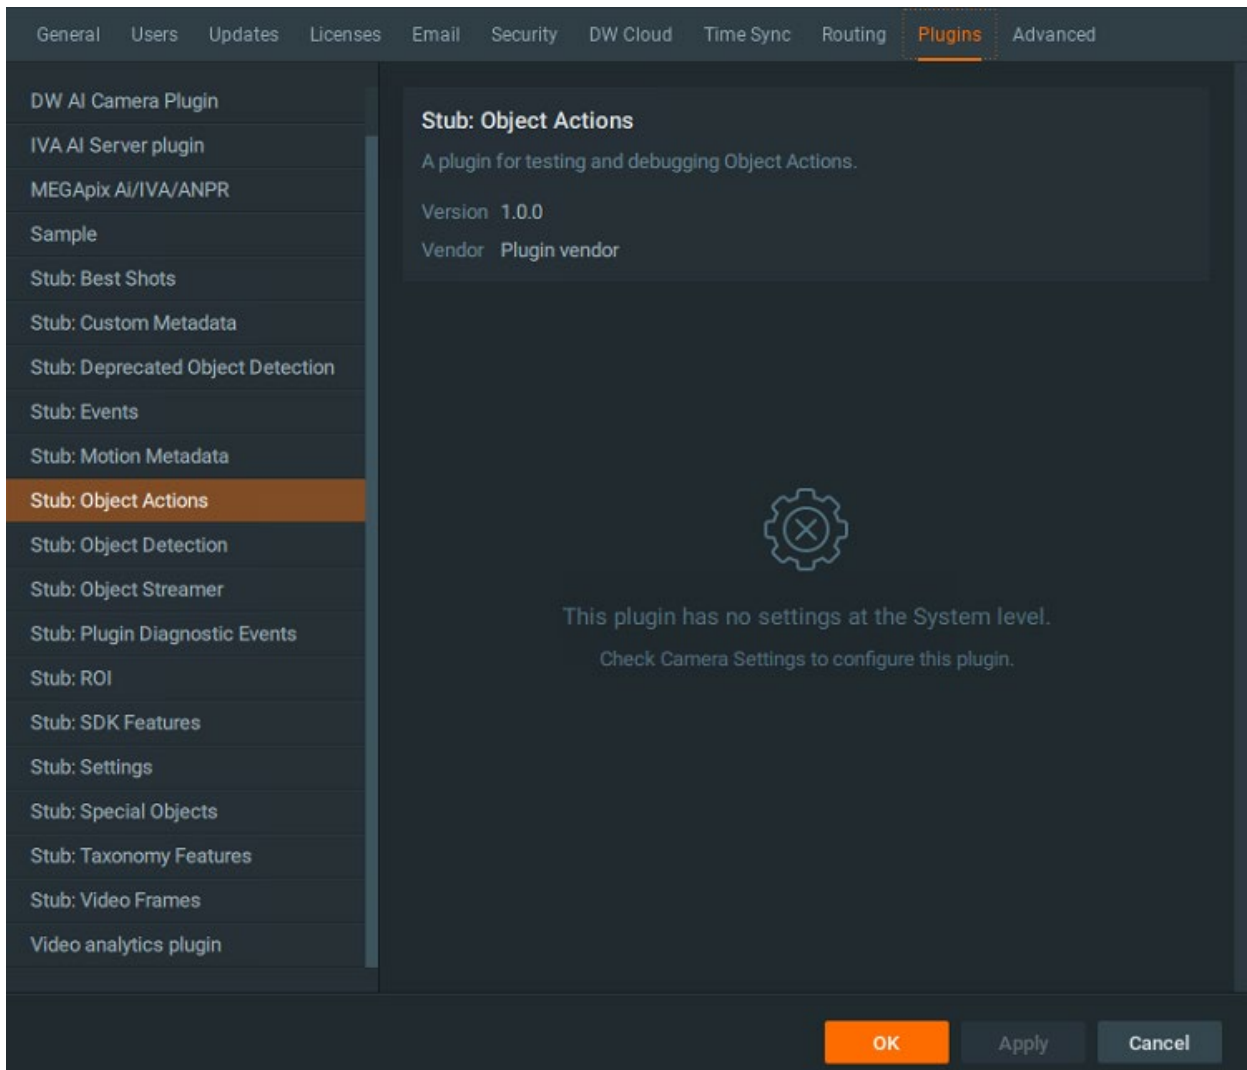 General Users Updates Licenses Email Security DW Cloud Time Sync Routing Plugins Advanced
DW AI Camera Plugin
IVA AI Server plugin
MEGApix Ai/IVA/ANPR
Sample
Stub: Best Shots
Stub: Custom Metadata
Stub: Deprecated Object Detection
Stub: Events
Stub: Motion Metadata
Stub: Object Actions
Stub: Object Detection
Stub: Object Streamer
Stub: Plugin Diagnostic Events
Stub: ROI
Stub: SDK Features
Stub: Settings
Stub: Special Objects
Stub: Taxonomy Features
Stub: Video Frames
Video analytics plugin
Stub: Object Actions
A plugin for testing and debugging Object Actions.
Version 1.0.0
Vendor Plugin vendor
This plugin has no settings at the System level.
Check Camera Settings to configure this plugin.
OK Apply Cancel